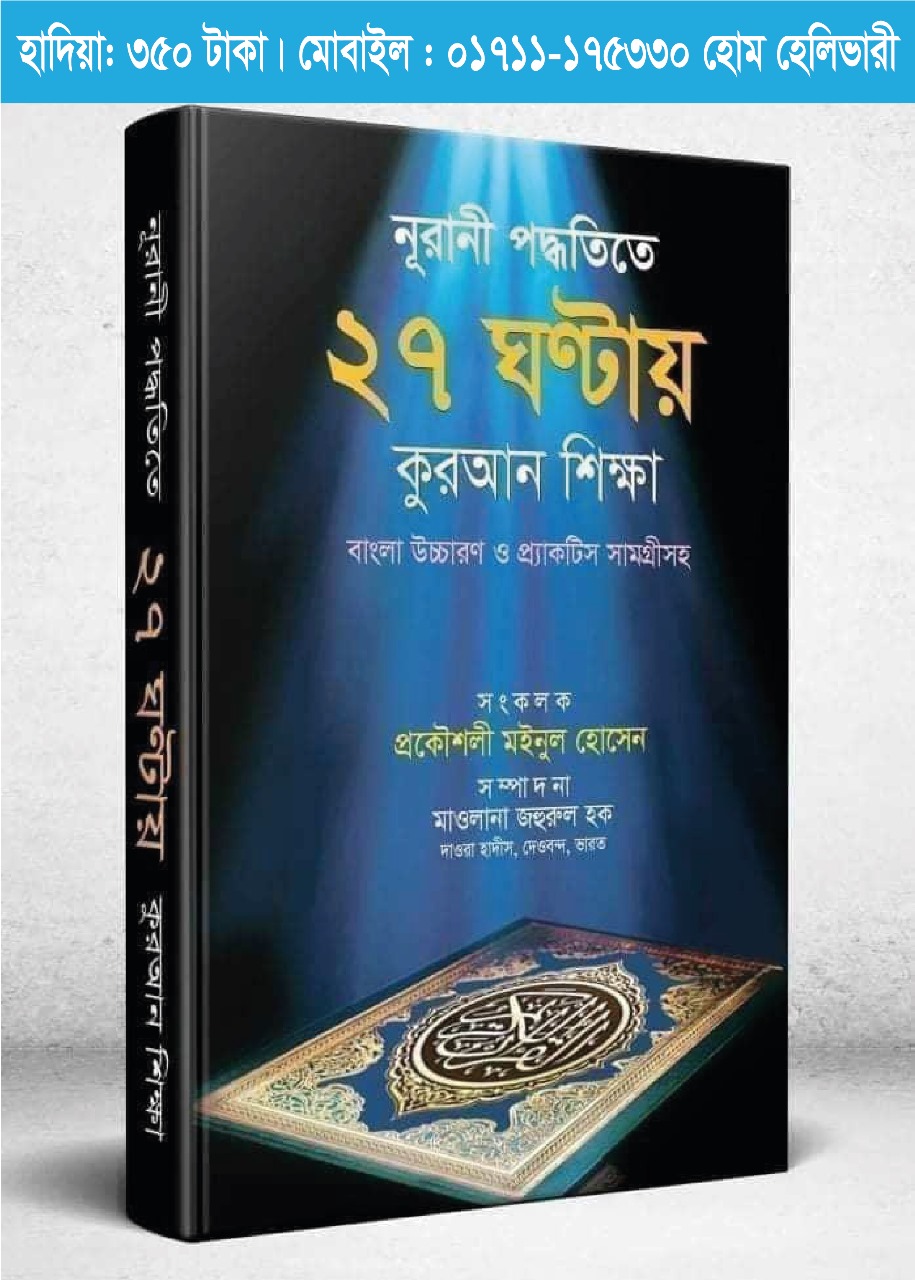 হাদিয়া: ৩৫০ টাকা। মোবাইল : ০১৭১১-১৭৫৩৩০ হোম হেলিভারী
নূরানী পদ্ধতিতে
২৭ ঘণ্টায়
কুরআন শিক্ষা
বাংলা উচ্চারণ ও প্র্যাকটিস সামগ্রীসহ
সংকলক
প্রকৌশলী মইনুল হোসেন
সম্পাদনা
মাওলানা জহুরুল হক
দাওরা হাদীস, দেওবন্দ, ভারত
নূরানী পদ্ধতিতে ২৭ ঘণ্টায় কুরআন শিক্ষা